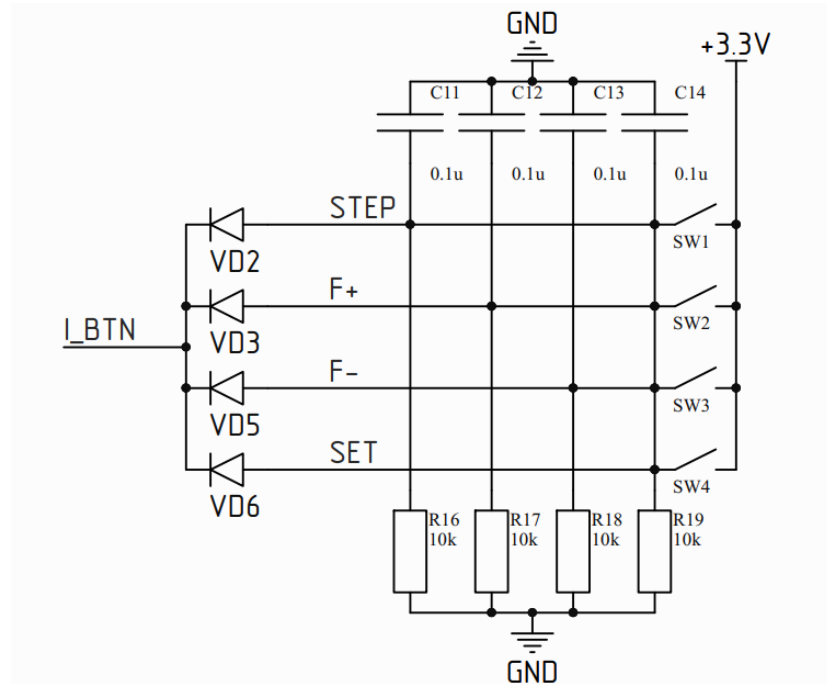 GND
+3.3V
C11 C12 C13 C14
0.1u 0.1u 0.1u 0.1u
STEP
SW1
VD2
F+
SW2
I_BTN
VD3
F-
SW3
VD5
SET
SW4
VD6
R16 R17 R18 R19
10k 10k 10k 10k
GND